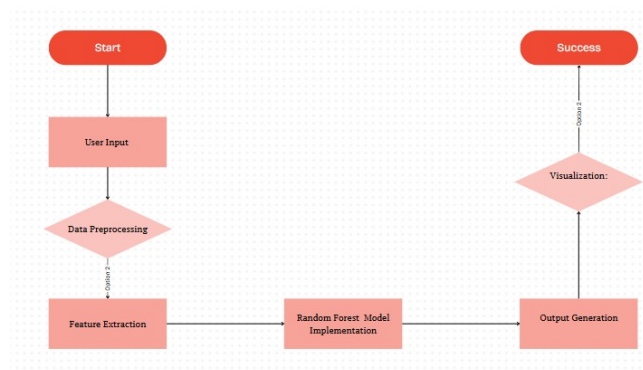 Start
User Input
Data Preprocessing
Option 2
Feature Extraction
Random Forest Model
Implementation
Output Generation
Visualization:
Option 2
Success